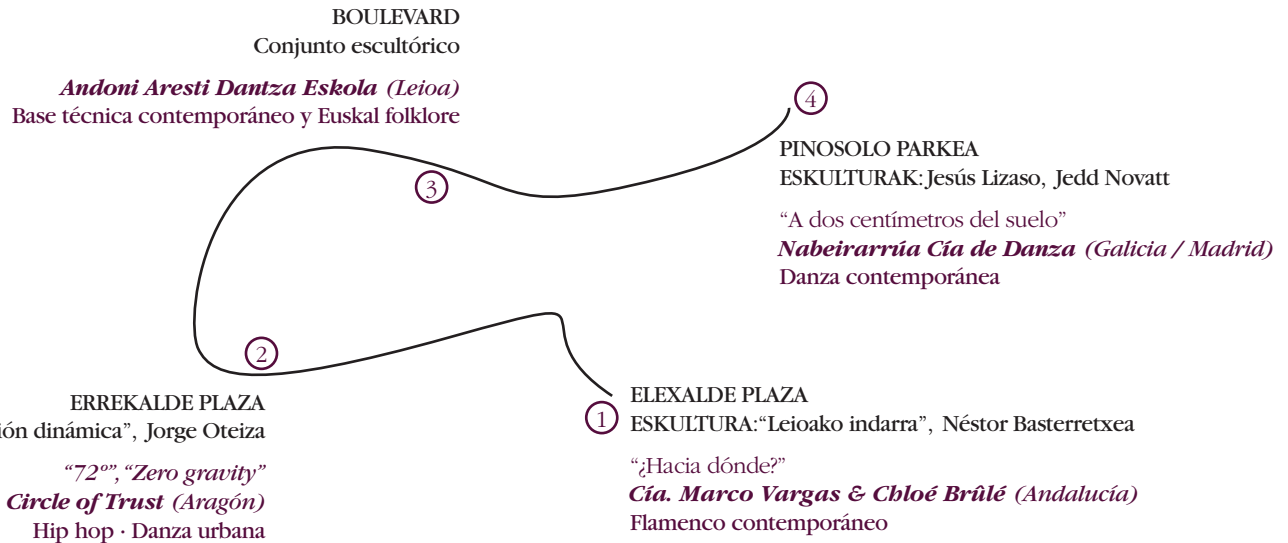 BOULEVARD
Conjunto escultórico
Andoni Aresti Dantza Eskola (Leioa)
Base técnica contemporáneo y Euskal folklore
3
4
PINOSOLO PARKEA
ESKULTURAK: Jesús Lizaso, Jedd Novatt
“A dos centímetros del suelo”
Nabeirarrúa Cía de Danza (Galicia / Madrid)
Danza contemporánea
2
ERREKALDE PLAZA
dinámica”, Jorge Oteiza
“72º”, “Zero gravity”
Circle of Trust (Aragón)
Hip hop · Danza urbana
1
ELEXALDE PLAZA
ESKULTURA: “Leioako indarra”, Néstor Basterretxea
“¿Hacia dónde?”
Cía. Marco Vargas & Chloé Brûlé (Andalucía)
Flamenco contemporáneo